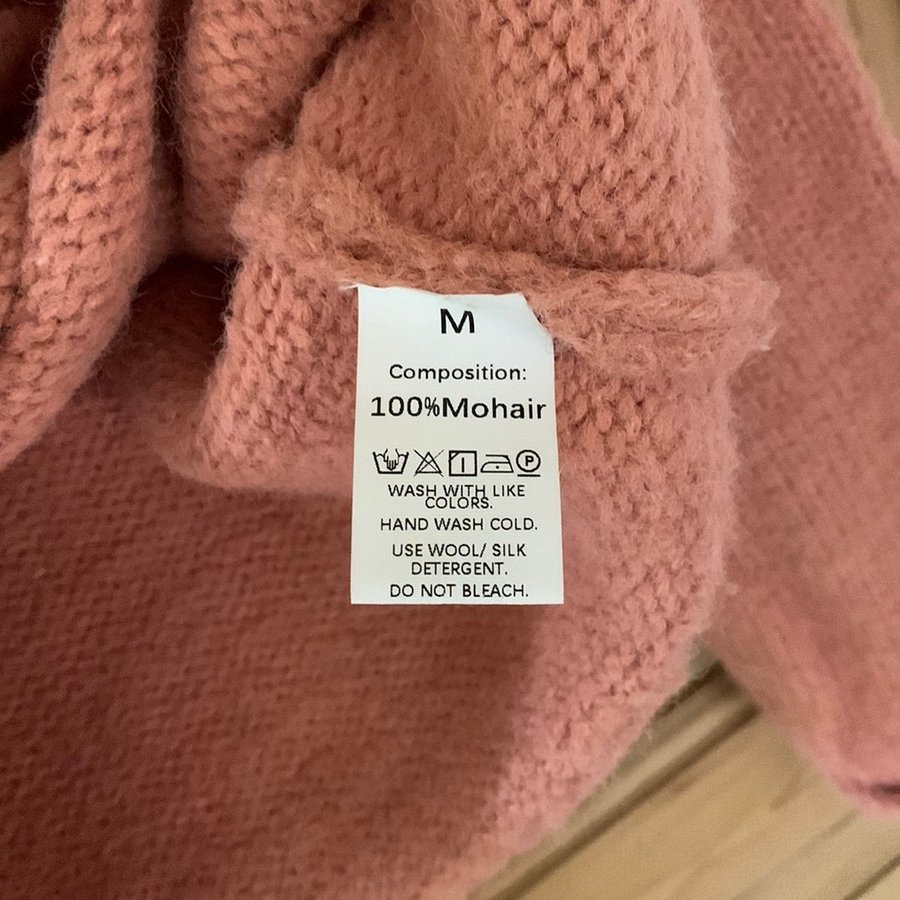 M
Composition:
100%Mohair
P
WASH WITH LIKE
COLORS.
HAND WASH COLD.
USE WOOL/ SILK
DETERGENT.
DO NOT BLEACH.